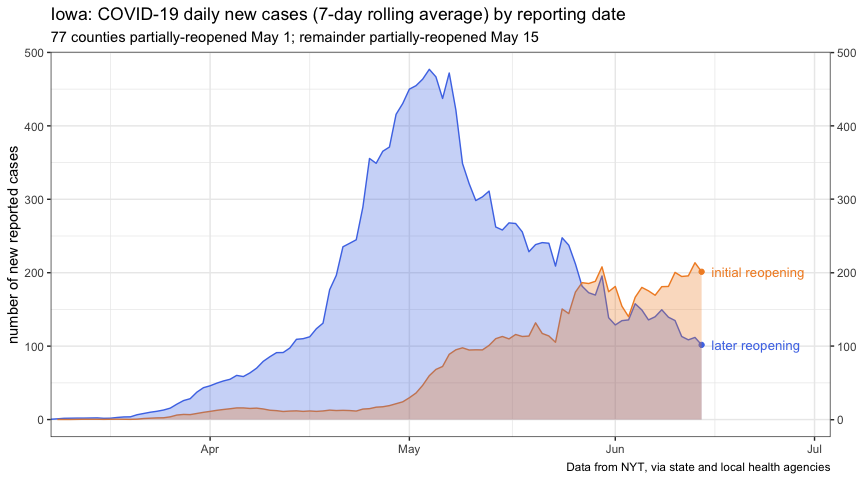 Iowa: COVID-19 daily new cases (7-day rolling average) by reporting date
77 counties partially-reopened May 1; remainder partially-reopened May 15
500
500
400
400
300
300
200
200
100
100
0
0
number of new reported cases
initial reopening
later reopening
Apr
May
Jun
Jul
Data from NYT, via state and local health agencies